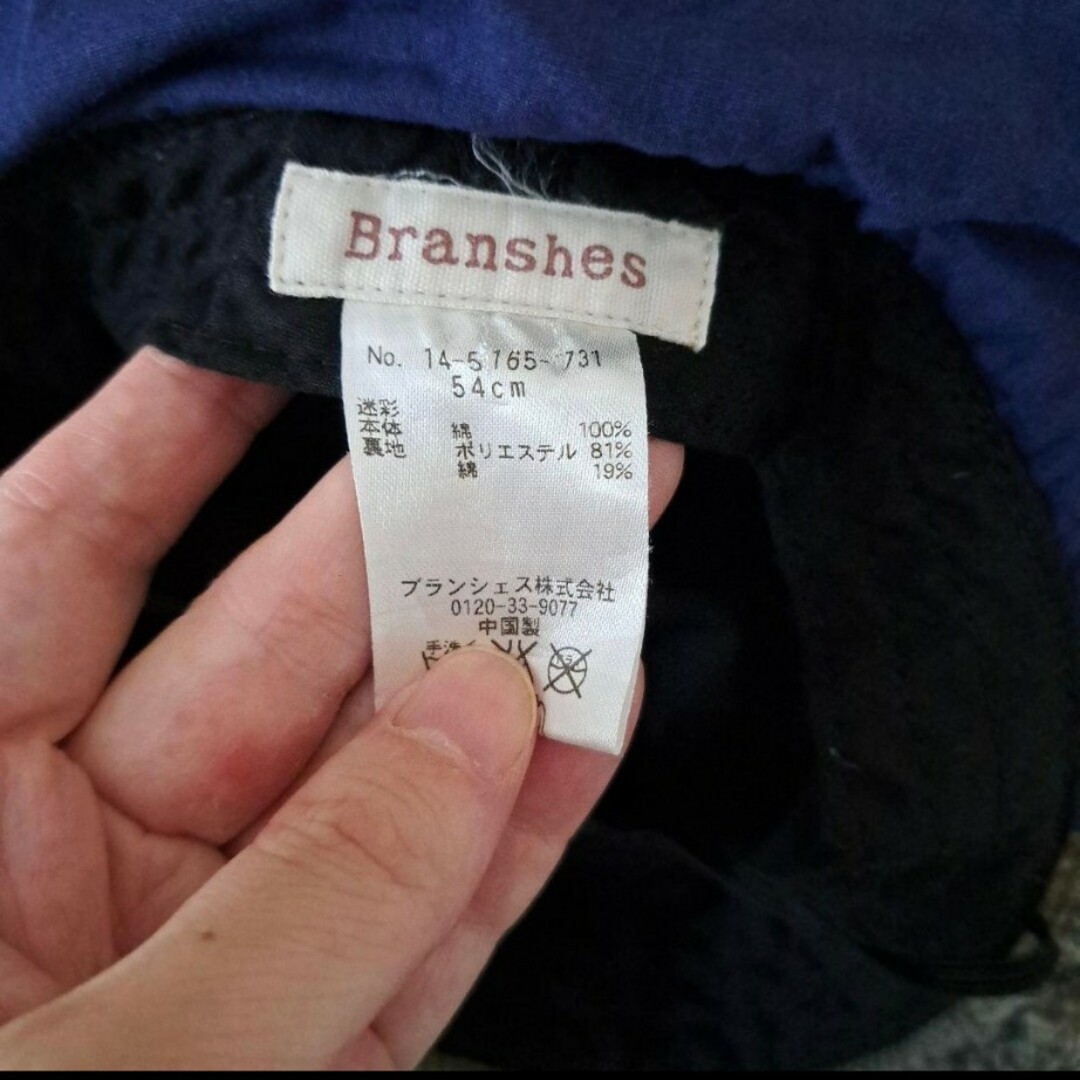 Branshes
No. 14-5765-731
54cm
迷彩
本体 綿 100%
裏地 ポリエステル 81%
綿 19%
ブランシェス株式会社
0120-33-9077
中国製